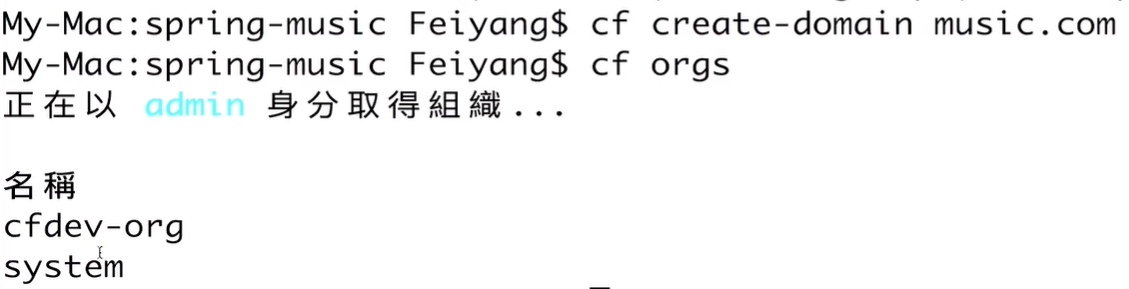 My-Mac:spring-music Feiyang$ cf create-domain music.com
My-Mac:spring-music Feiyang$ cf orgs
正在以 admin 身分取得組織...
名稱
cfdev-org
system